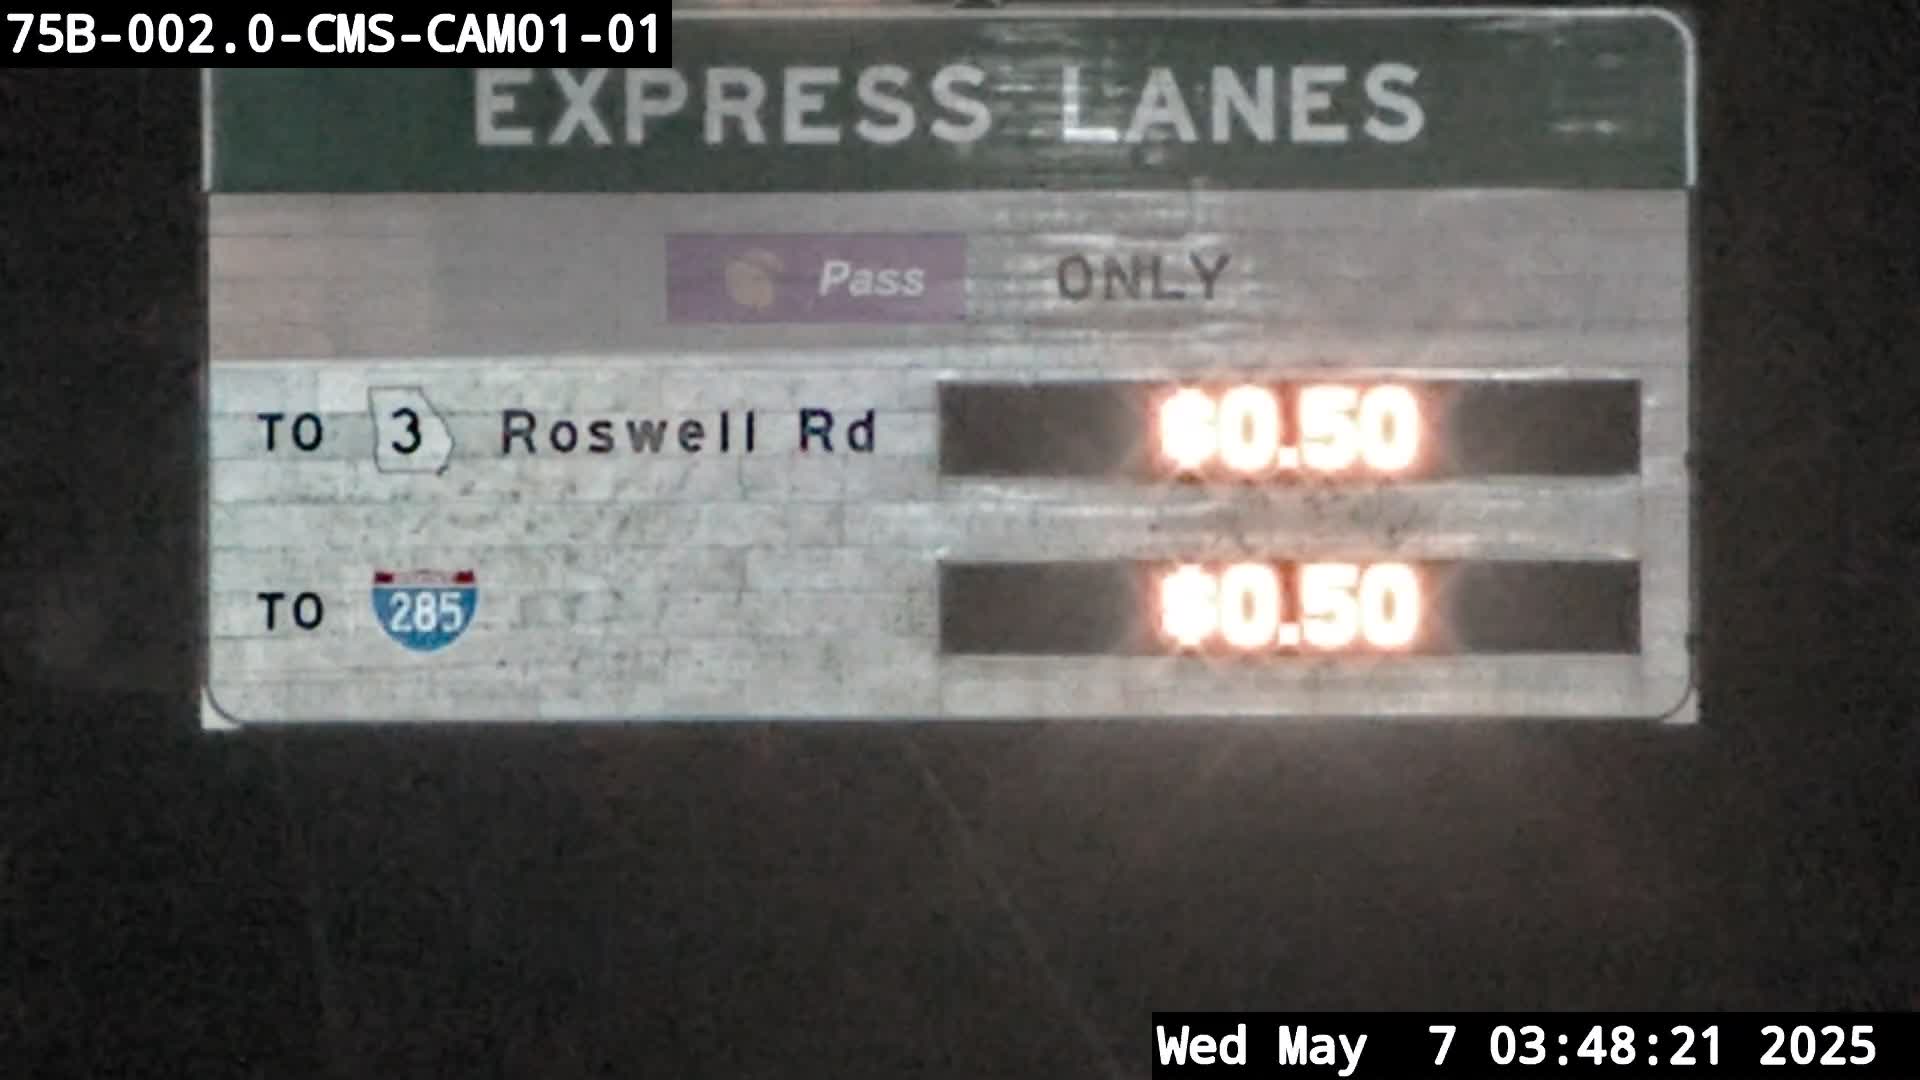 75B-002.0-CMS-CAM01-01
EXPRESS LANES
Pass ONLY
TO 3 Roswell Rd $0.50
TO 285 $0.50
Wed May 7 03:48:21 2025